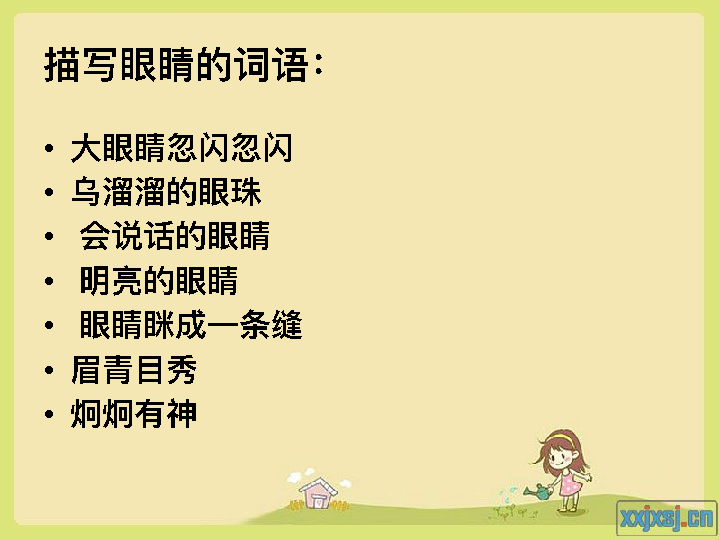 描写眼睛的词语：
• 大眼睛忽闪忽闪
• 乌溜溜的眼珠
• 会说话的眼睛
• 明亮的眼睛
• 眼睛眯成一条缝
• 眉青目秀
• 炯炯有神
xxjxsj.cn